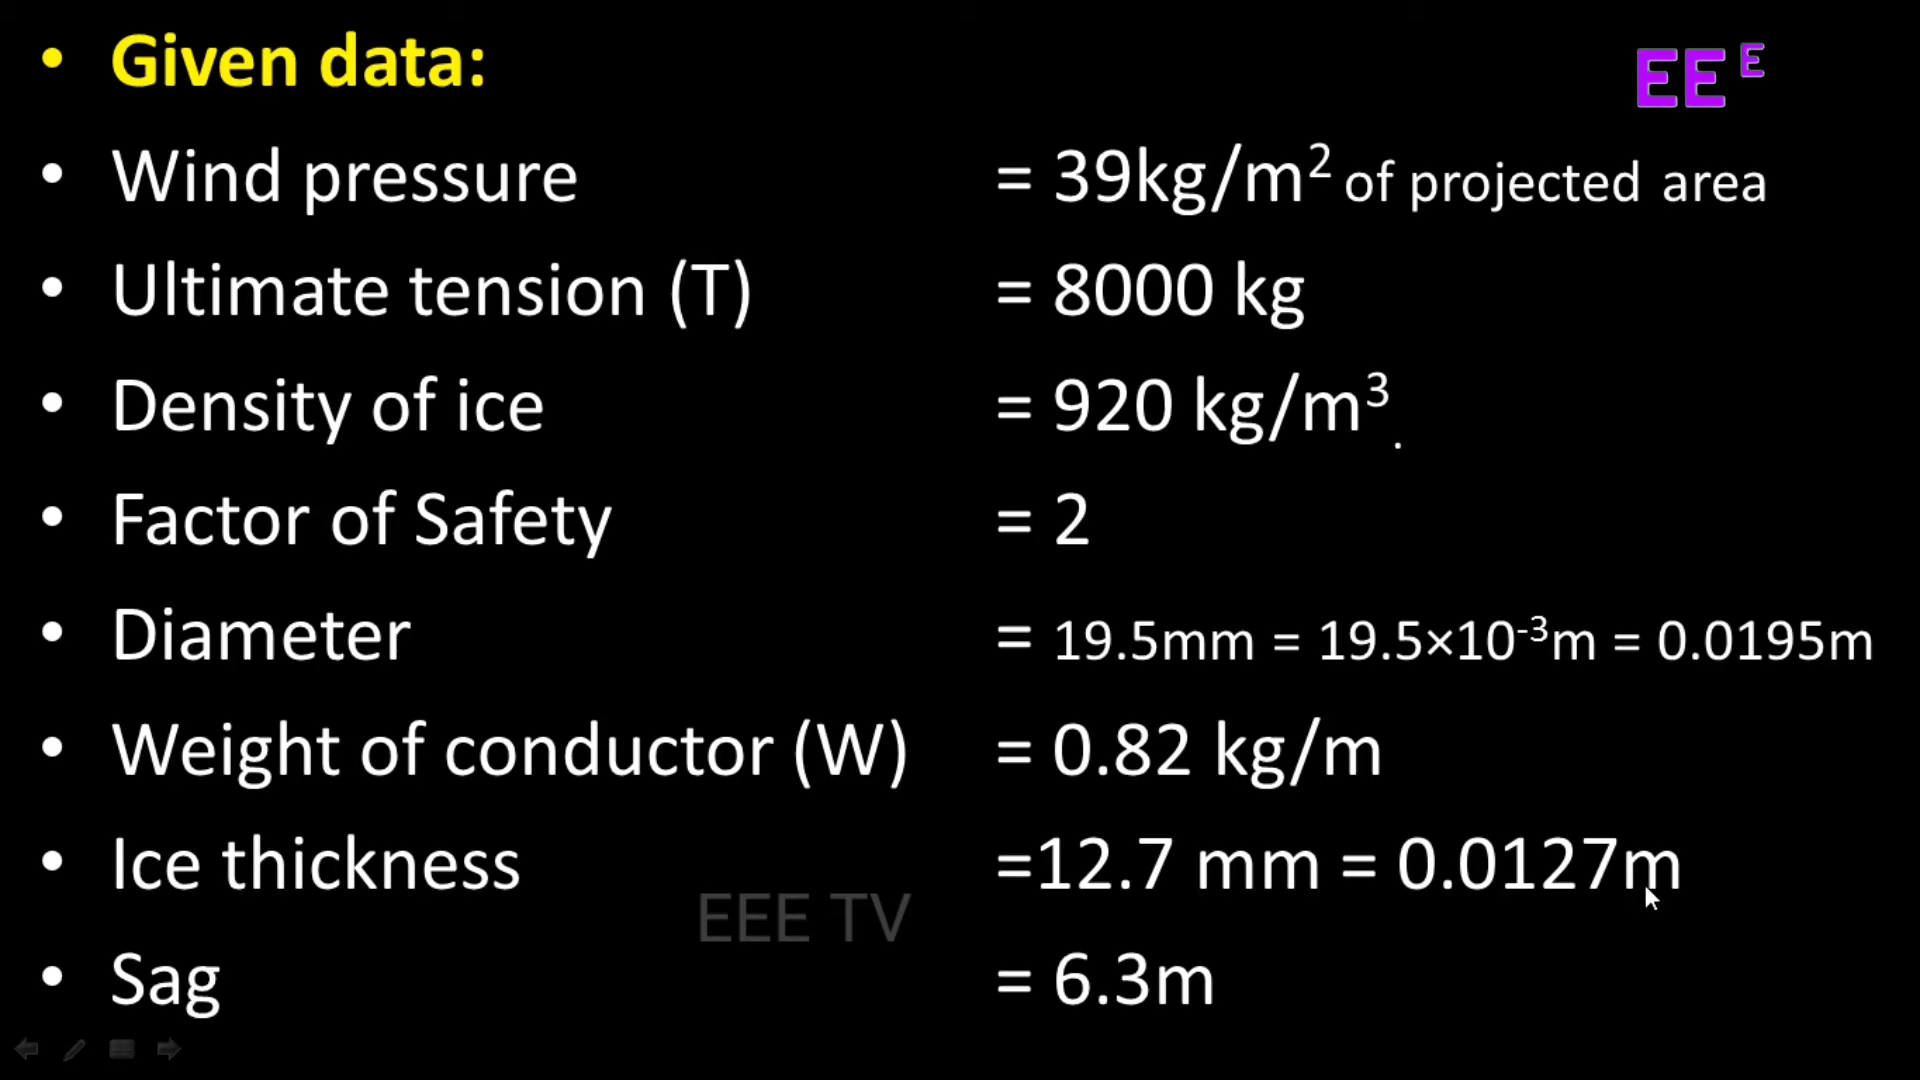 • Given data:
EE E
• Wind pressure = 39kg/m² of projected area
• Ultimate tension (T) = 8000 kg
• Density of ice = 920 kg/m³.
• Factor of Safety = 2
• Diameter = 19.5mm = 19.5×10⁻³m = 0.0195m
• Weight of conductor (W) = 0.82 kg/m
• Ice thickness =12.7 mm = 0.0127m
EEE TV
• Sag = 6.3m